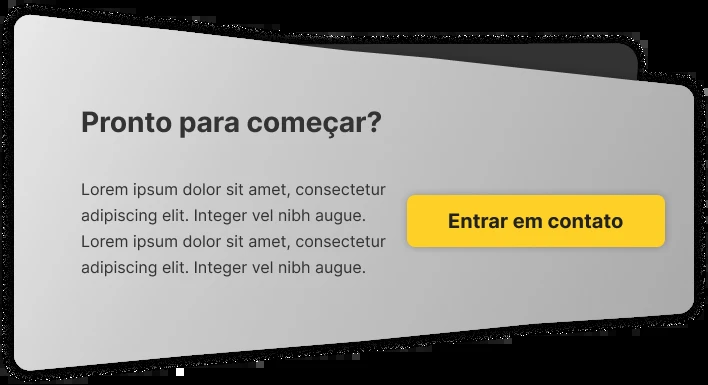 Pronto para começar?
Lorem ipsum dolor sit amet, consectetur
adipiscing elit. Integer vel nibh augue.
Lorem ipsum dolor sit amet, consectetur
adipiscing elit. Integer vel nibh augue.
Entrar em contato